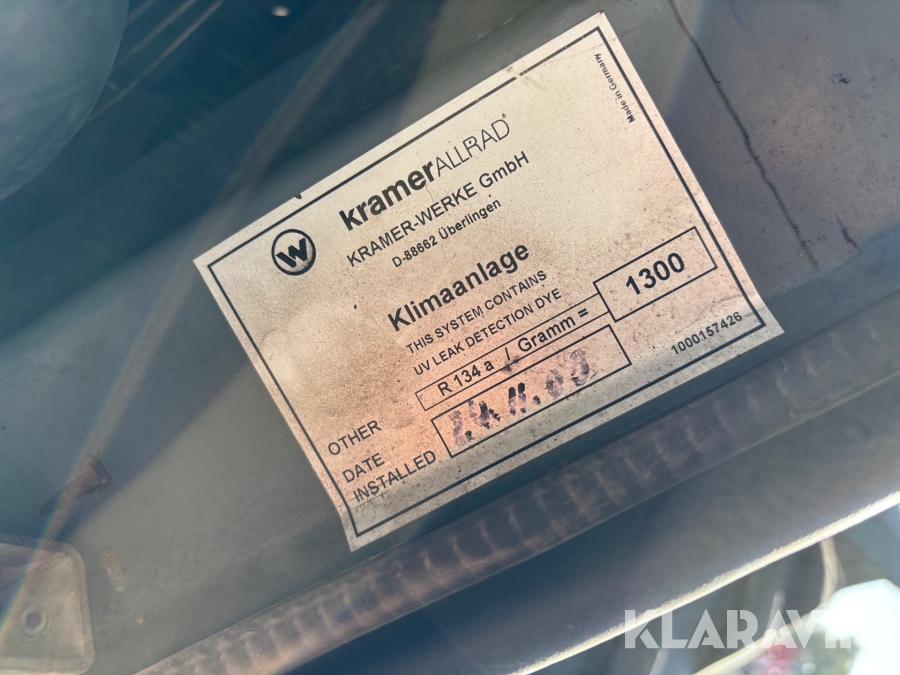 Made in Germany
W
kramerALLRAD
KRAMER-WERKE GmbH
D-88662 Überlingen
Klimaanlage
THIS SYSTEM CONTAINS
UV LEAK DETECTION DYE
R 134 a / Gramm = 1300
OTHER
DATE
INSTALLED
1000157426